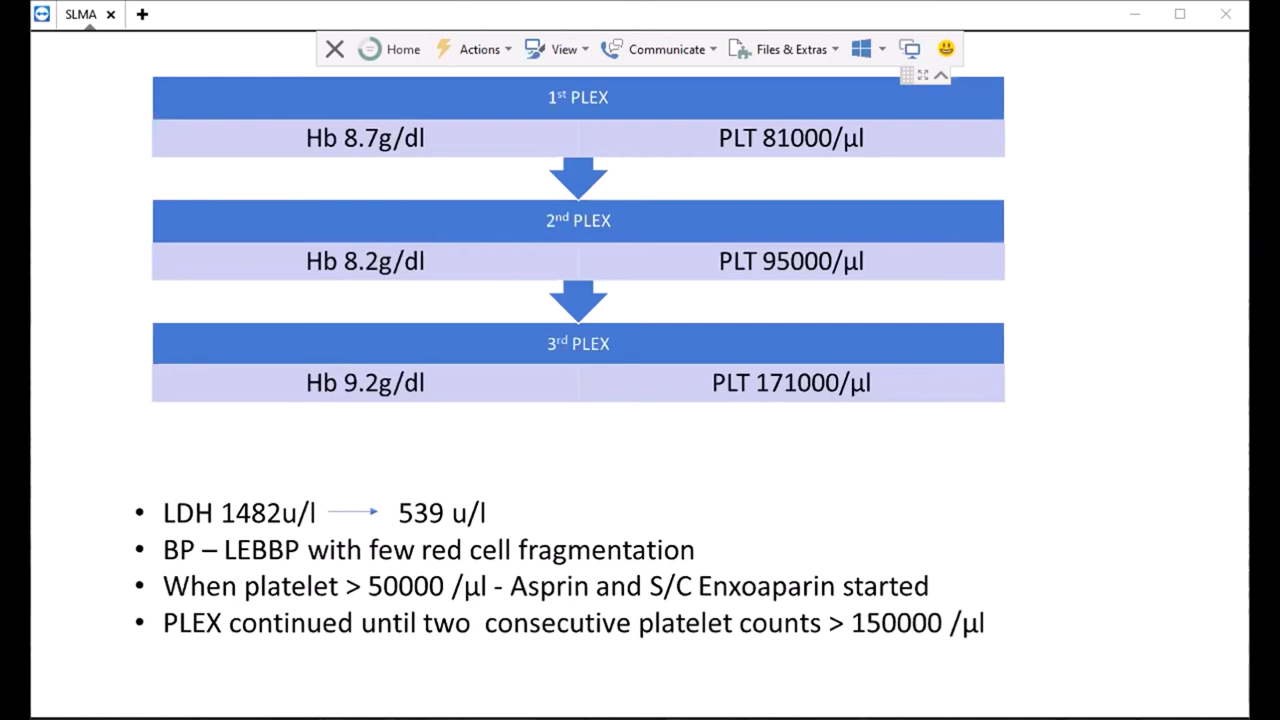 SLMA
Home Actions View Communicate Files & Extras
1st PLEX
Hb 8.7g/dl PLT 81000/µl
2nd PLEX
Hb 8.2g/dl PLT 95000/µl
3rd PLEX
Hb 9.2g/dl PLT 171000/µl
• LDH 1482u/l → 539 u/l
• BP – LEBBP with few red cell fragmentation
• When platelet > 50000 /µl - Asprin and S/C Enxoaparin started
• PLEX continued until two consecutive platelet counts > 150000 /µl